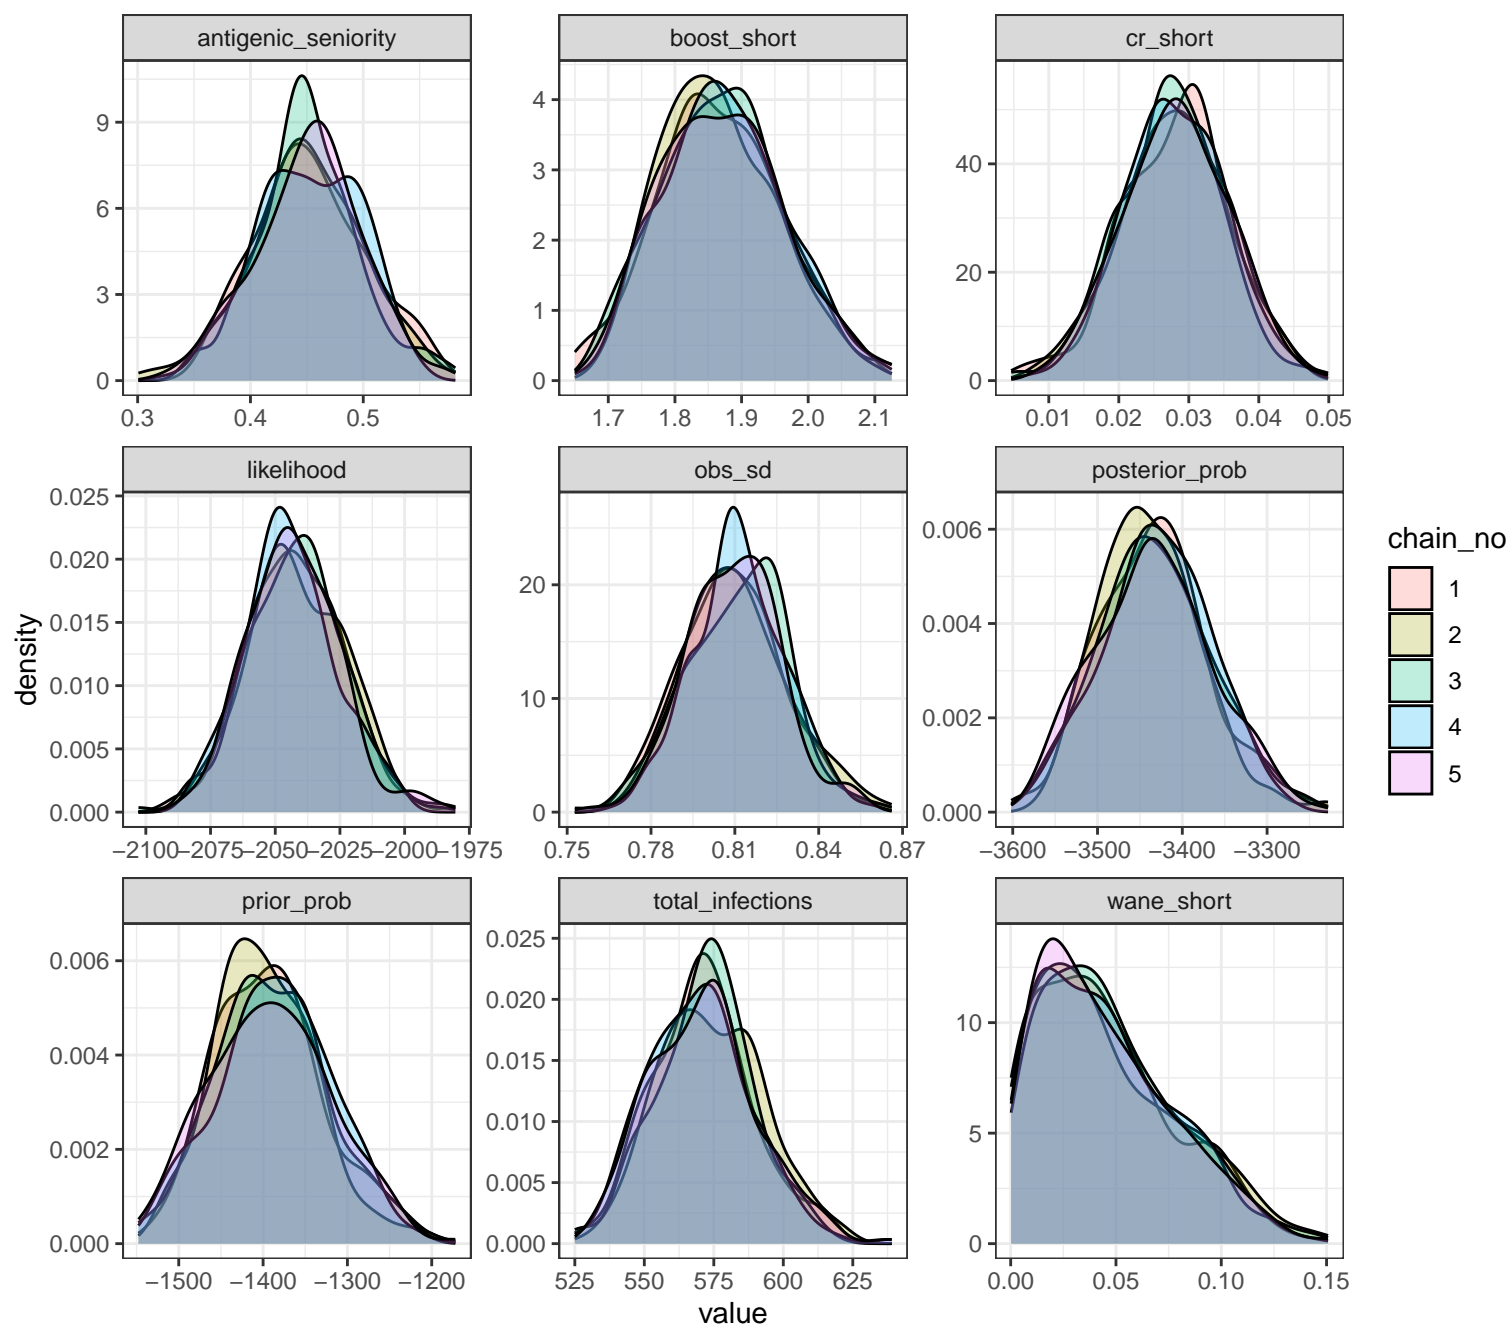 antigenic_seniority boost_short cr_short
9
6
3
0
4
3
2
1
0
40
20
0
0.3 0.4 0.5
1.7 1.8 1.9 2.0 2.1
0.01 0.02 0.03 0.04 0.05
likelihood obs_sd posterior_prob
0.025
0.020
0.015
0.010
0.005
0.000
20
10
0
0.006
0.004
0.002
0.000
−2100 −2075 −2050 −2025 −2000 −1975
0.75 0.78 0.81 0.84 0.87
−3600 −3500 −3400 −3300
prior_prob total_infections wane_short
0.006
0.004
0.002
0.000
0.025
0.020
0.015
0.010
0.005
0.000
10
5
0
−1500 −1400 −1300 −1200
525 550 575 600 625
0.00 0.05 0.10 0.15
density
value
chain_no
1
2
3
4
5